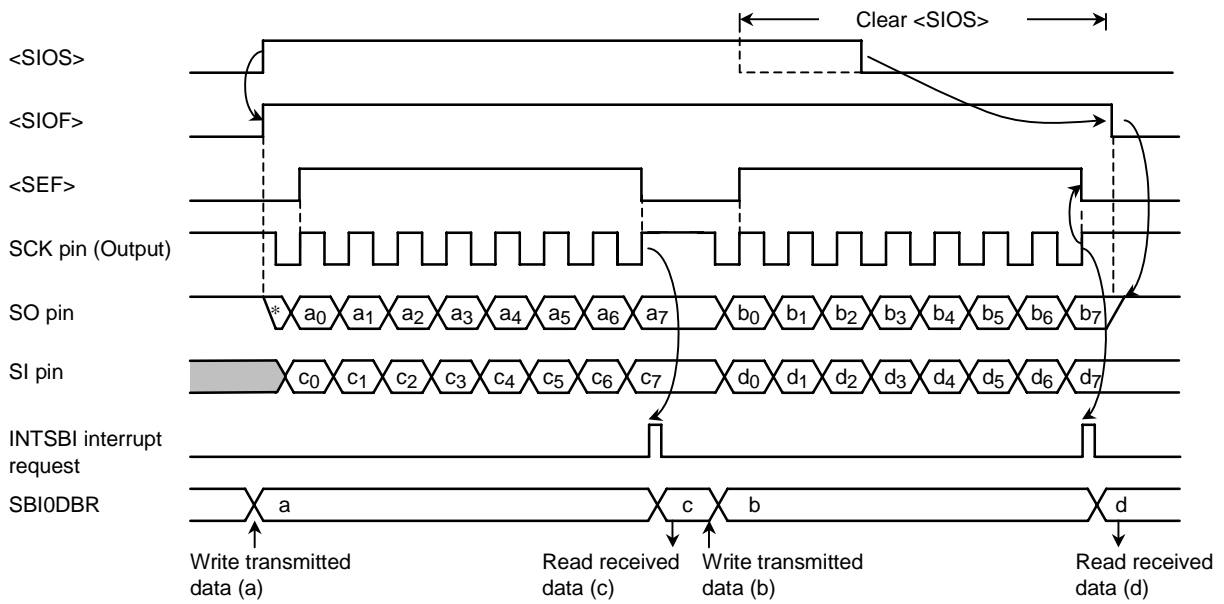 Clear <SIOS>
<SIOS>
<SIOF>
<SEF>
SCK pin (Output)
SO pin
* a0 a1 a2 a3 a4 a5 a6 a7 b0 b1 b2 b3 b4 b5 b6 b7
SI pin
c0 c1 c2 c3 c4 c5 c6 c7 d0 d1 d2 d3 d4 d5 d6 d7
INTSBI interrupt
request
SBI0DBR
a c b d
Write transmitted
data (a)
Read received
data (c)
Write transmitted
data (b)
Read received
data (d)